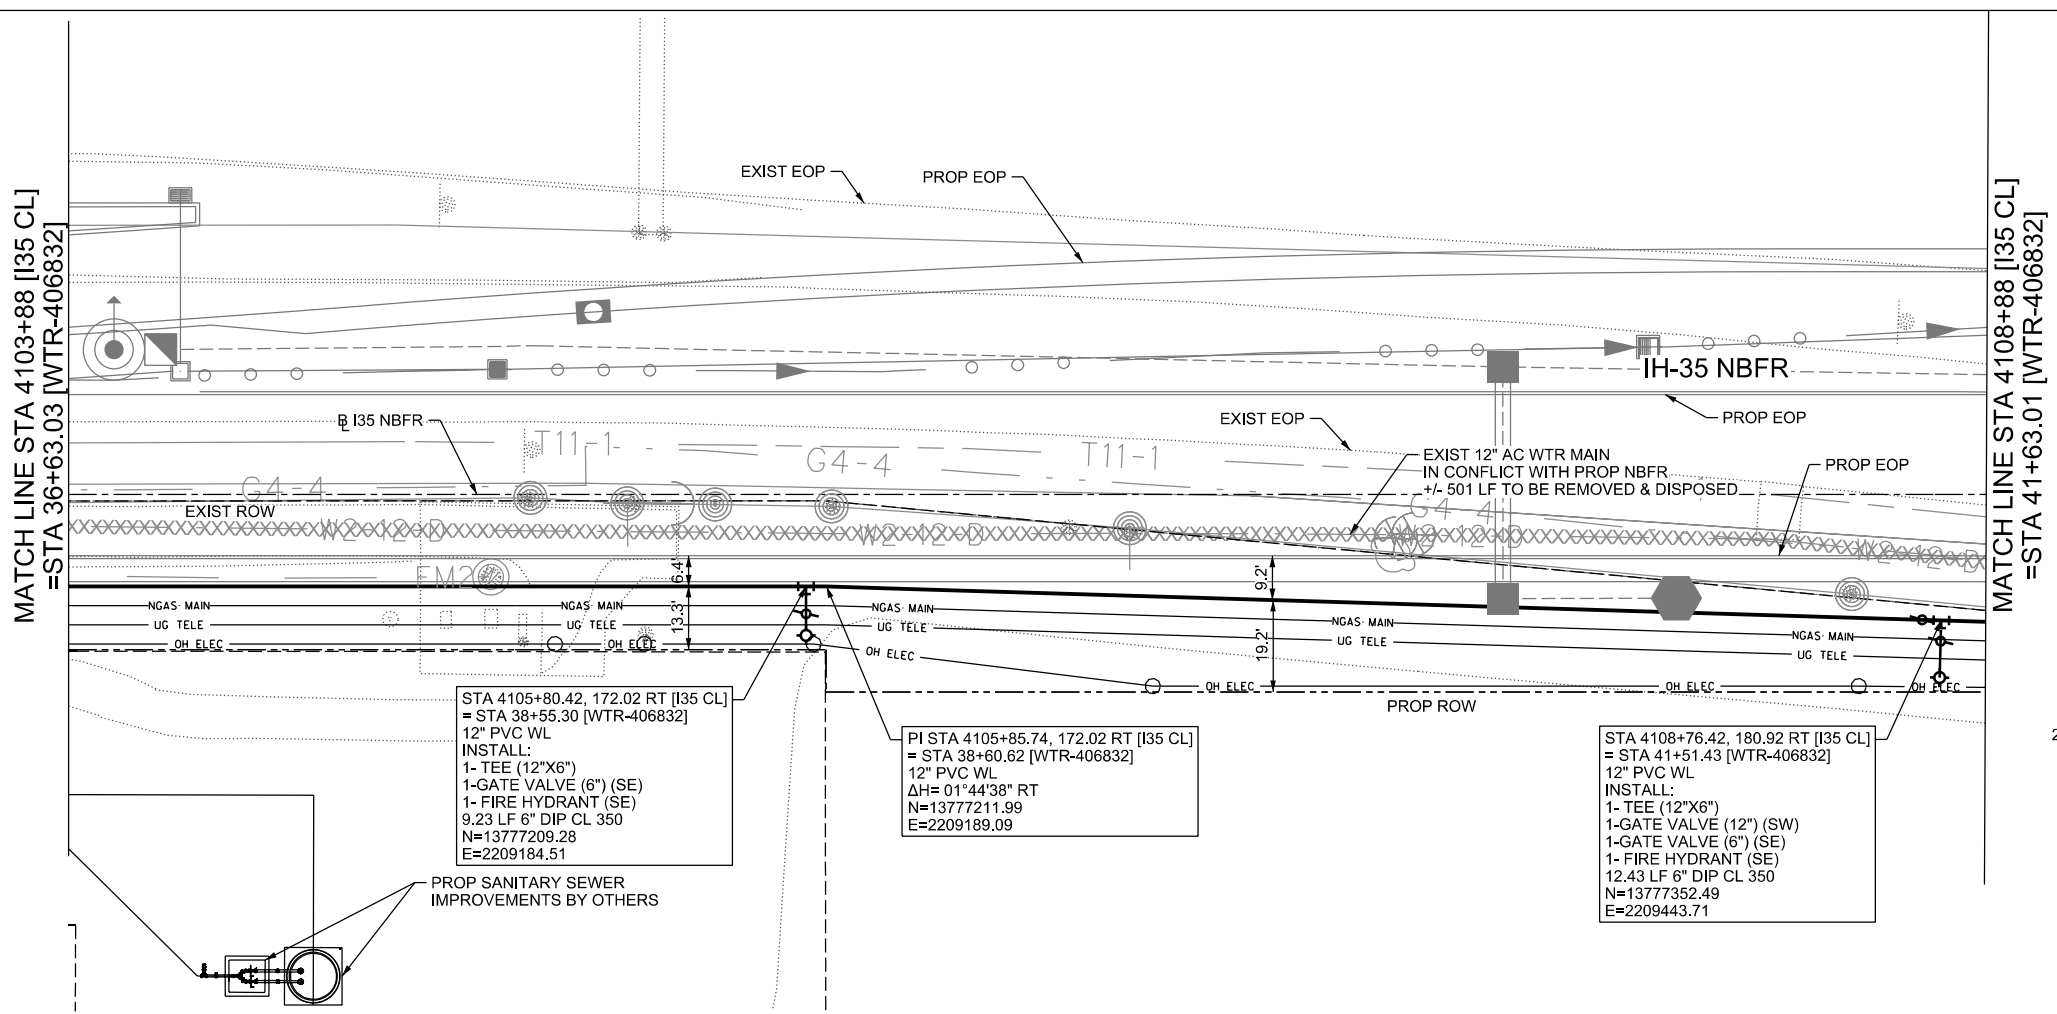 MATCH LINE STA 4103+88 [I35 CL]
=STA 36+63.03 [WTR-406832]
EXIST EOP
PROP EOP
IH-35 NBFR
PROP EOP
B I35 NBFR
EXIST EOP
T11-1
G4-4
T11-1
EXIST 12" AC WTR MAIN
IN CONFLICT WITH PROP NBFR
+/- 501 LF TO BE REMOVED & DISPOSED
PROP EOP
G4-4
G4-4
EXIST ROW
W2-12-D
W2-12-D
W2-12-D
W2-12-D
FM2
6.4'
13.3'
9.2'
19.2'
NGAS MAIN
NGAS MAIN
NGAS MAIN
NGAS MAIN
NGAS MAIN
UG TELE
UG TELE
UG TELE
UG TELE
UG TELE
OH ELEC
OH ELEC
OH ELEC
OH ELEC
OH ELEC
OH ELEC
PROP ROW
STA 4105+80.42, 172.02 RT [I35 CL]
= STA 38+55.30 [WTR-406832]
12" PVC WL
INSTALL:
1- TEE (12"X6")
1-GATE VALVE (6") (SE)
1- FIRE HYDRANT (SE)
9.23 LF 6" DIP CL 350
N=13777209.28
E=2209184.51
PI STA 4105+85.74, 172.02 RT [I35 CL]
= STA 38+60.62 [WTR-406832]
12" PVC WL
ΔH= 01°44'38" RT
N=13777211.99
E=2209189.09
STA 4108+76.42, 180.92 RT [I35 CL]
= STA 41+51.43 [WTR-406832]
12" PVC WL
INSTALL:
1- TEE (12"X6")
1-GATE VALVE (12") (SW)
1-GATE VALVE (6") (SE)
1- FIRE HYDRANT (SE)
12.43 LF 6" DIP CL 350
N=13777352.49
E=2209443.71
PROP SANITARY SEWER
IMPROVEMENTS BY OTHERS
MATCH LINE STA 4108+88 [I35 CL]
=STA 41+63.01 [WTR-406832]
2